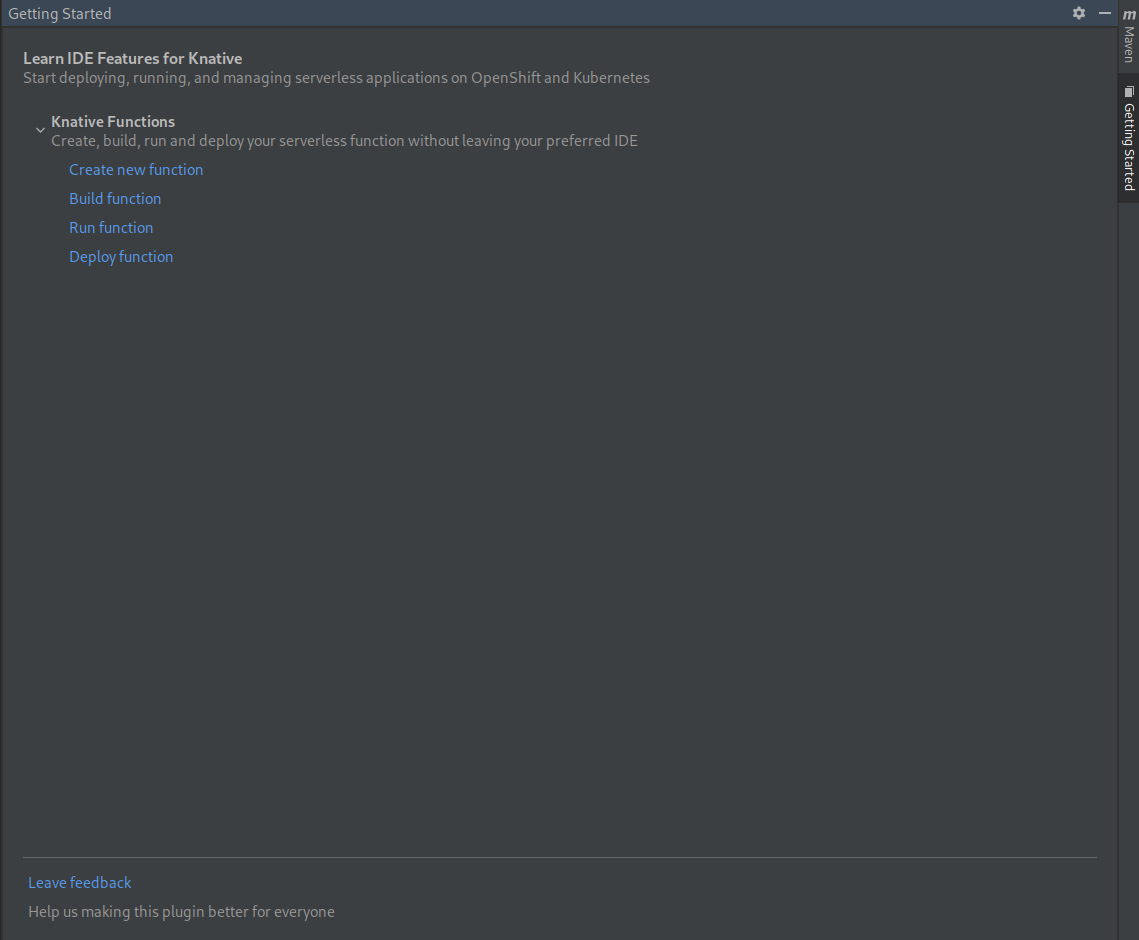 Getting Started
Learn IDE Features for Knative
Start deploying, running, and managing serverless applications on OpenShift and Kubernetes
Knative Functions
Create, build, run and deploy your serverless function without leaving your preferred IDE
Create new function
Build function
Run function
Deploy function
Leave feedback
Help us making this plugin better for everyone
m
Maven
Getting Started